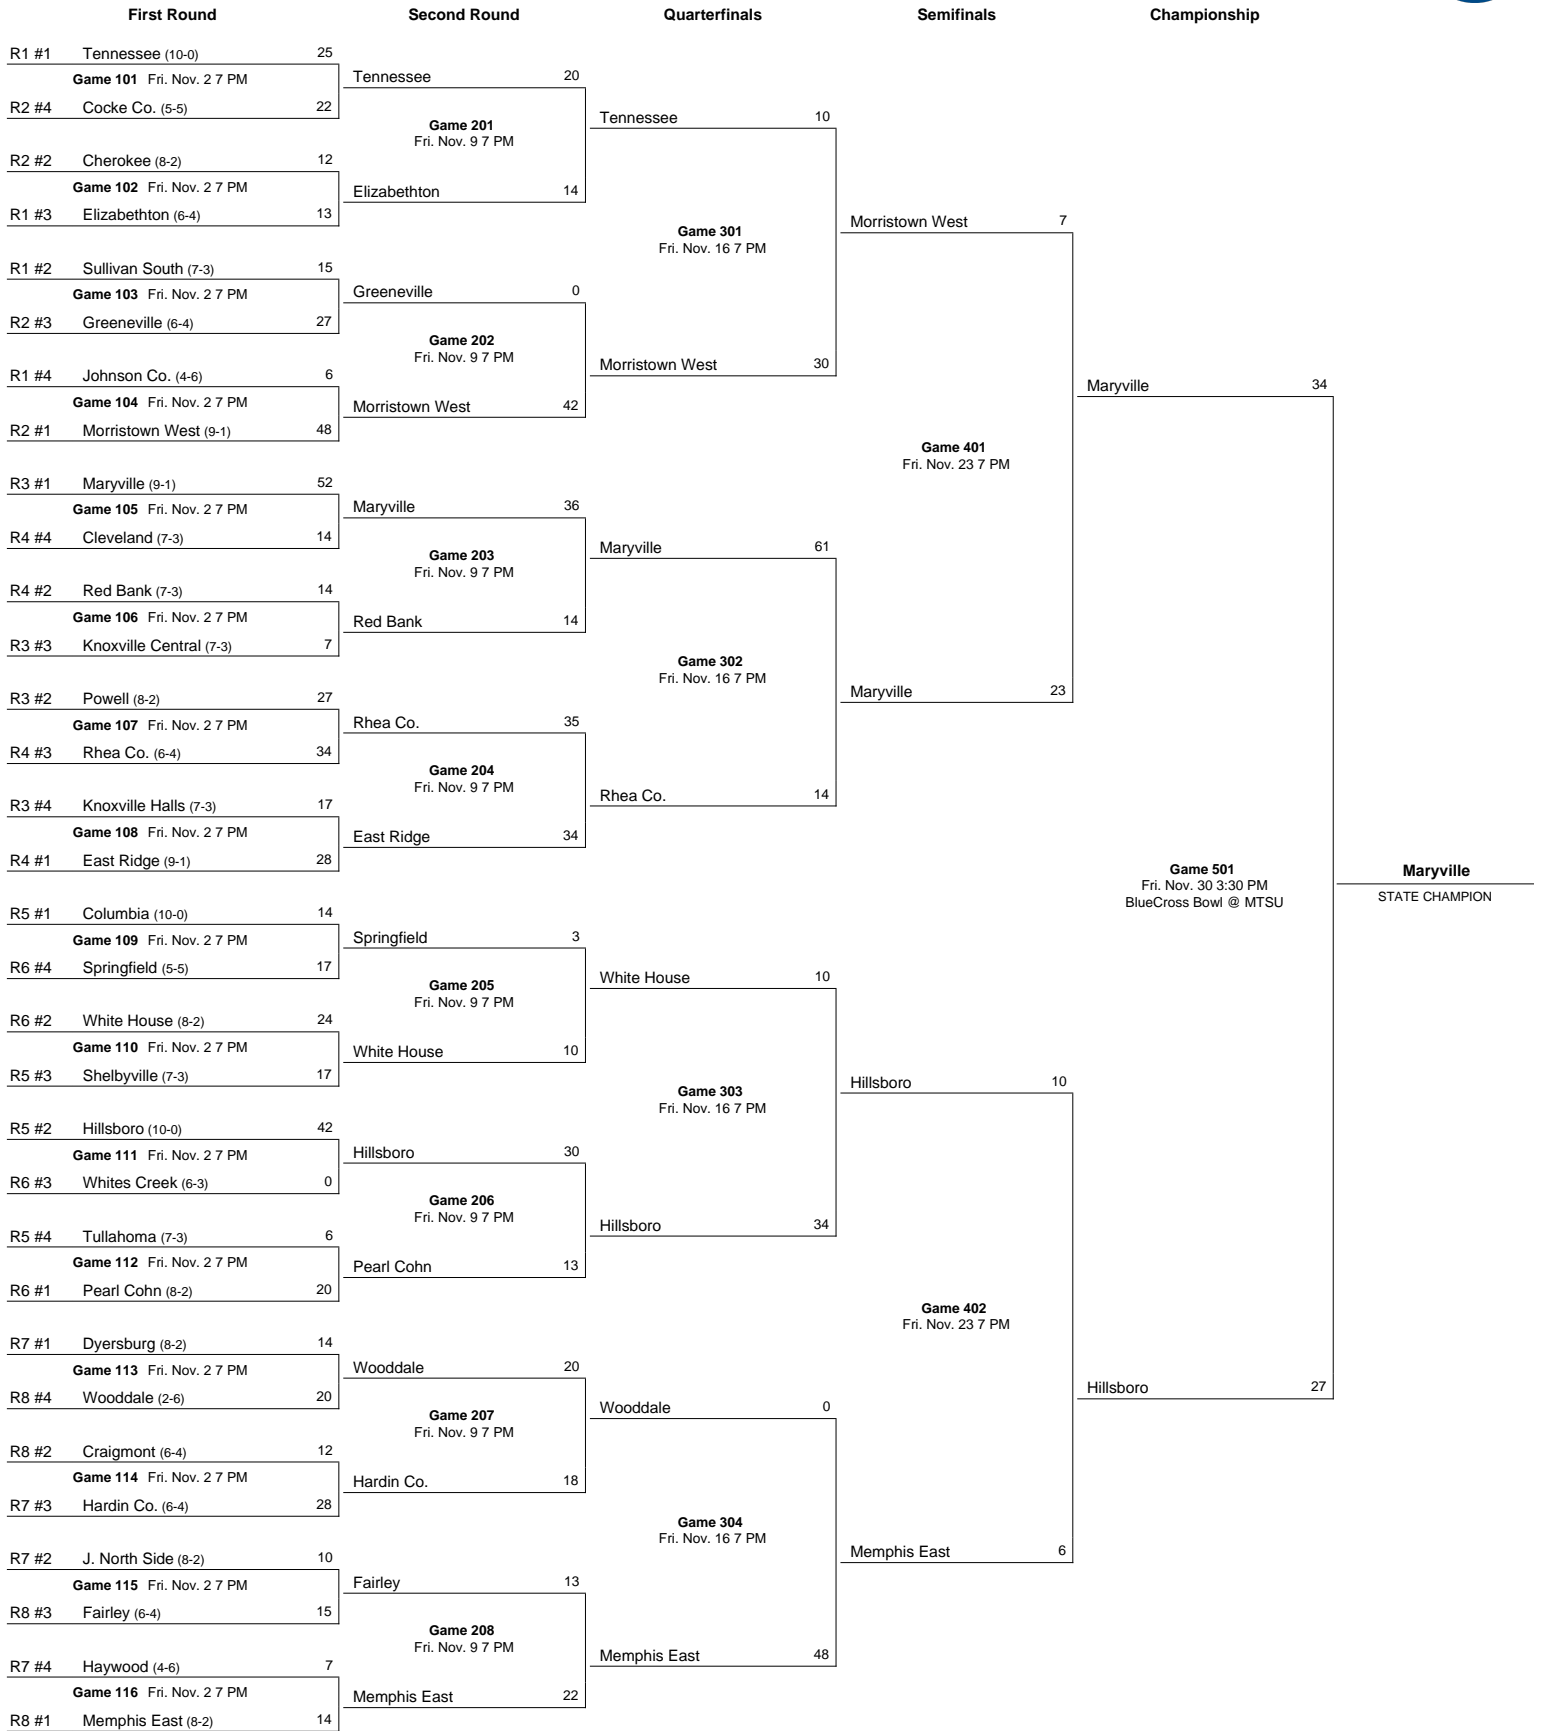 First Round Second Round Quarterfinals Semifinals Championship
R1 #1 Tennessee (10-0) 25
Game 101 Fri. Nov. 2 7 PM
R2 #4 Cocke Co. (5-5) 22
R2 #2 Cherokee (8-2) 12
Game 102 Fri. Nov. 2 7 PM
R1 #3 Elizabethton (6-4) 13
R1 #2 Sullivan South (7-3) 15
Game 103 Fri. Nov. 2 7 PM
R2 #3 Greeneville (6-4) 27
R1 #4 Johnson Co. (4-6) 6
Game 104 Fri. Nov. 2 7 PM
R2 #1 Morristown West (9-1) 48
R3 #1 Maryville (9-1) 52
Game 105 Fri. Nov. 2 7 PM
R4 #4 Cleveland (7-3) 14
R4 #2 Red Bank (7-3) 14
Game 106 Fri. Nov. 2 7 PM
R3 #3 Knoxville Central (7-3) 7
R3 #2 Powell (8-2) 27
Game 107 Fri. Nov. 2 7 PM
R4 #3 Rhea Co. (6-4) 34
R3 #4 Knoxville Halls (7-3) 17
Game 108 Fri. Nov. 2 7 PM
R4 #1 East Ridge (9-1) 28
R5 #1 Columbia (10-0) 14
Game 109 Fri. Nov. 2 7 PM
R6 #4 Springfield (5-5) 17
R6 #2 White House (8-2) 24
Game 110 Fri. Nov. 2 7 PM
R5 #3 Shelbyville (7-3) 17
R5 #2 Hillsboro (10-0) 42
Game 111 Fri. Nov. 2 7 PM
R6 #3 Whites Creek (6-3) 0
R5 #4 Tullahoma (7-3) 6
Game 112 Fri. Nov. 2 7 PM
R6 #1 Pearl Cohn (8-2) 20
R7 #1 Dyersburg (8-2) 14
Game 113 Fri. Nov. 2 7 PM
R8 #4 Wooddale (2-6) 20
R8 #2 Craigmont (6-4) 12
Game 114 Fri. Nov. 2 7 PM
R7 #3 Hardin Co. (6-4) 28
R7 #2 J. North Side (8-2) 10
Game 115 Fri. Nov. 2 7 PM
R8 #3 Fairley (6-4) 15
R7 #4 Haywood (4-6) 7
Game 116 Fri. Nov. 2 7 PM
R8 #1 Memphis East (8-2) 14
Tennessee 20
Game 201
Fri. Nov. 9 7 PM
Elizabethton 14
Greeneville 0
Game 202
Fri. Nov. 9 7 PM
Morristown West 42
Maryville 36
Game 203
Fri. Nov. 9 7 PM
Red Bank 14
Rhea Co. 35
Game 204
Fri. Nov. 9 7 PM
East Ridge 34
Springfield 3
Game 205
Fri. Nov. 9 7 PM
White House 10
Hillsboro 30
Game 206
Fri. Nov. 9 7 PM
Pearl Cohn 13
Wooddale 20
Game 207
Fri. Nov. 9 7 PM
Hardin Co. 18
Fairley 13
Game 208
Fri. Nov. 9 7 PM
Memphis East 22
Tennessee 10
Game 301
Fri. Nov. 16 7 PM
Morristown West 30
Maryville 61
Game 302
Fri. Nov. 16 7 PM
Rhea Co. 14
White House 10
Game 303
Fri. Nov. 16 7 PM
Hillsboro 34
Wooddale 0
Game 304
Fri. Nov. 16 7 PM
Memphis East 48
Morristown West 7
Game 401
Fri. Nov. 23 7 PM
Maryville 23
Hillsboro 10
Game 402
Fri. Nov. 23 7 PM
Memphis East 6
Maryville 34
Game 501
Fri. Nov. 30 3:30 PM
BlueCross Bowl @ MTSU
Hillsboro 27
Maryville
STATE CHAMPION